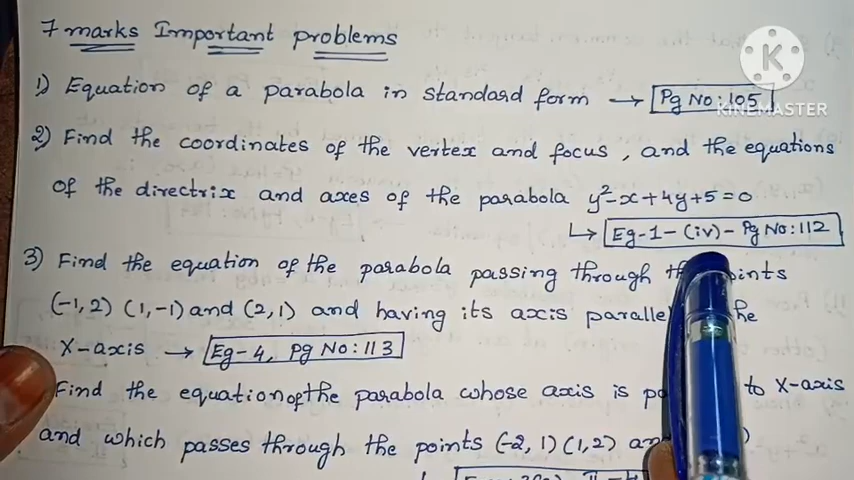 7 marks Important problems
K
KINEMASTER
1) Equation of a parabola in standard form → Pg No:105
2) Find the coordinates of the vertex and focus, and the equations
of the directrix and axes of the parabola y²-x+4y+5=0
↳ Eg-1-(iv)- Pg No:112
3) Find the equation of the parabola passing through points
(-1,2) (1,-1) and (2,1) and having its axis
X-axis → Eg-4, Pg No:113
Find the equation of the parabola whose axis is to X-axis
and which passes through the points (-2,1) (1,2)